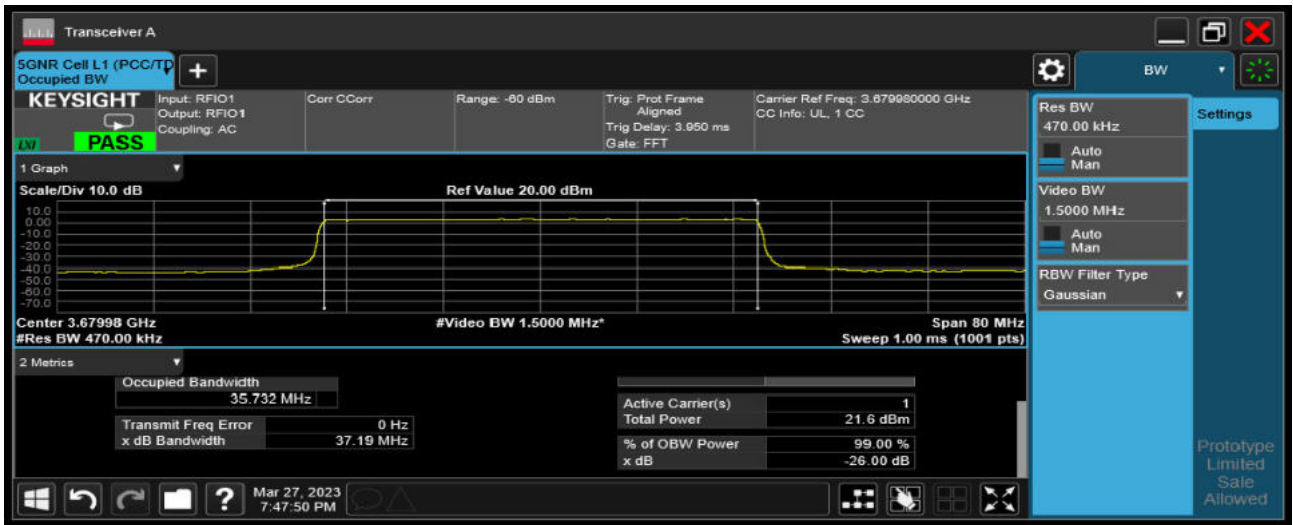 Transceiver A
5GNR Cell L1 (PCC/TD
Occupied BW
+
BW
KEYSIGHT
LXI
PASS
Input: RFIO1
Output: RFIO1
Coupling: AC
Corr CCorr
Range: -60 dBm
Trig: Prot Frame
Aligned
Trig Delay: 3.950 ms
Gate: FFT
Carrier Ref Freq: 3.679980000 GHz
CC Info: UL, 1 CC
Res BW
470.00 kHz
Auto
Man
Settings
1 Graph
Scale/Div 10.0 dB
Ref Value 20.00 dBm
10.0
0.00
-10.0
-20.0
-30.0
-40.0
-50.0
-60.0
-70.0
Video BW
1.5000 MHz
Auto
Man
RBW Filter Type
Gaussian
Center 3.67998 GHz
#Video BW 1.5000 MHz*
Span 80 MHz
#Res BW 470.00 kHz
Sweep 1.00 ms (1001 pts)
2 Metrics
Occupied Bandwidth
35.732 MHz
Transmit Freq Error 0 Hz
x dB Bandwidth 37.19 MHz
Active Carrier(s) 1
Total Power 21.6 dBm
% of OBW Power 99.00 %
x dB -26.00 dB
Prototype
Limited
Sale
Allowed
?
Mar 27, 2023
7:47:50 PM